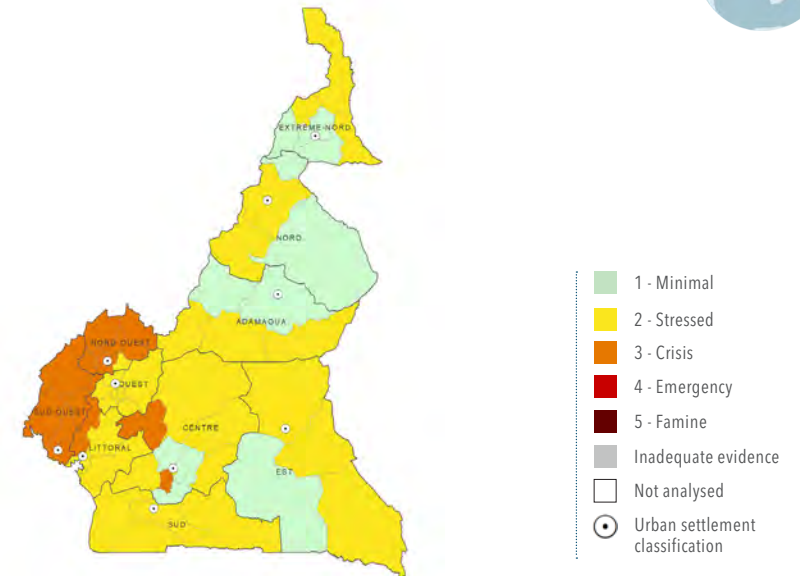 EXTREME-NORD
NORD
ADAMAOUA
NORD-OUEST
OUEST
SUD-OUEST
LITTORAL
CENTRE
EST
SUD
1 - Minimal
2 - Stressed
3 - Crisis
4 - Emergency
5 - Famine
Inadequate evidence
Not analysed
Urban settlement
classification